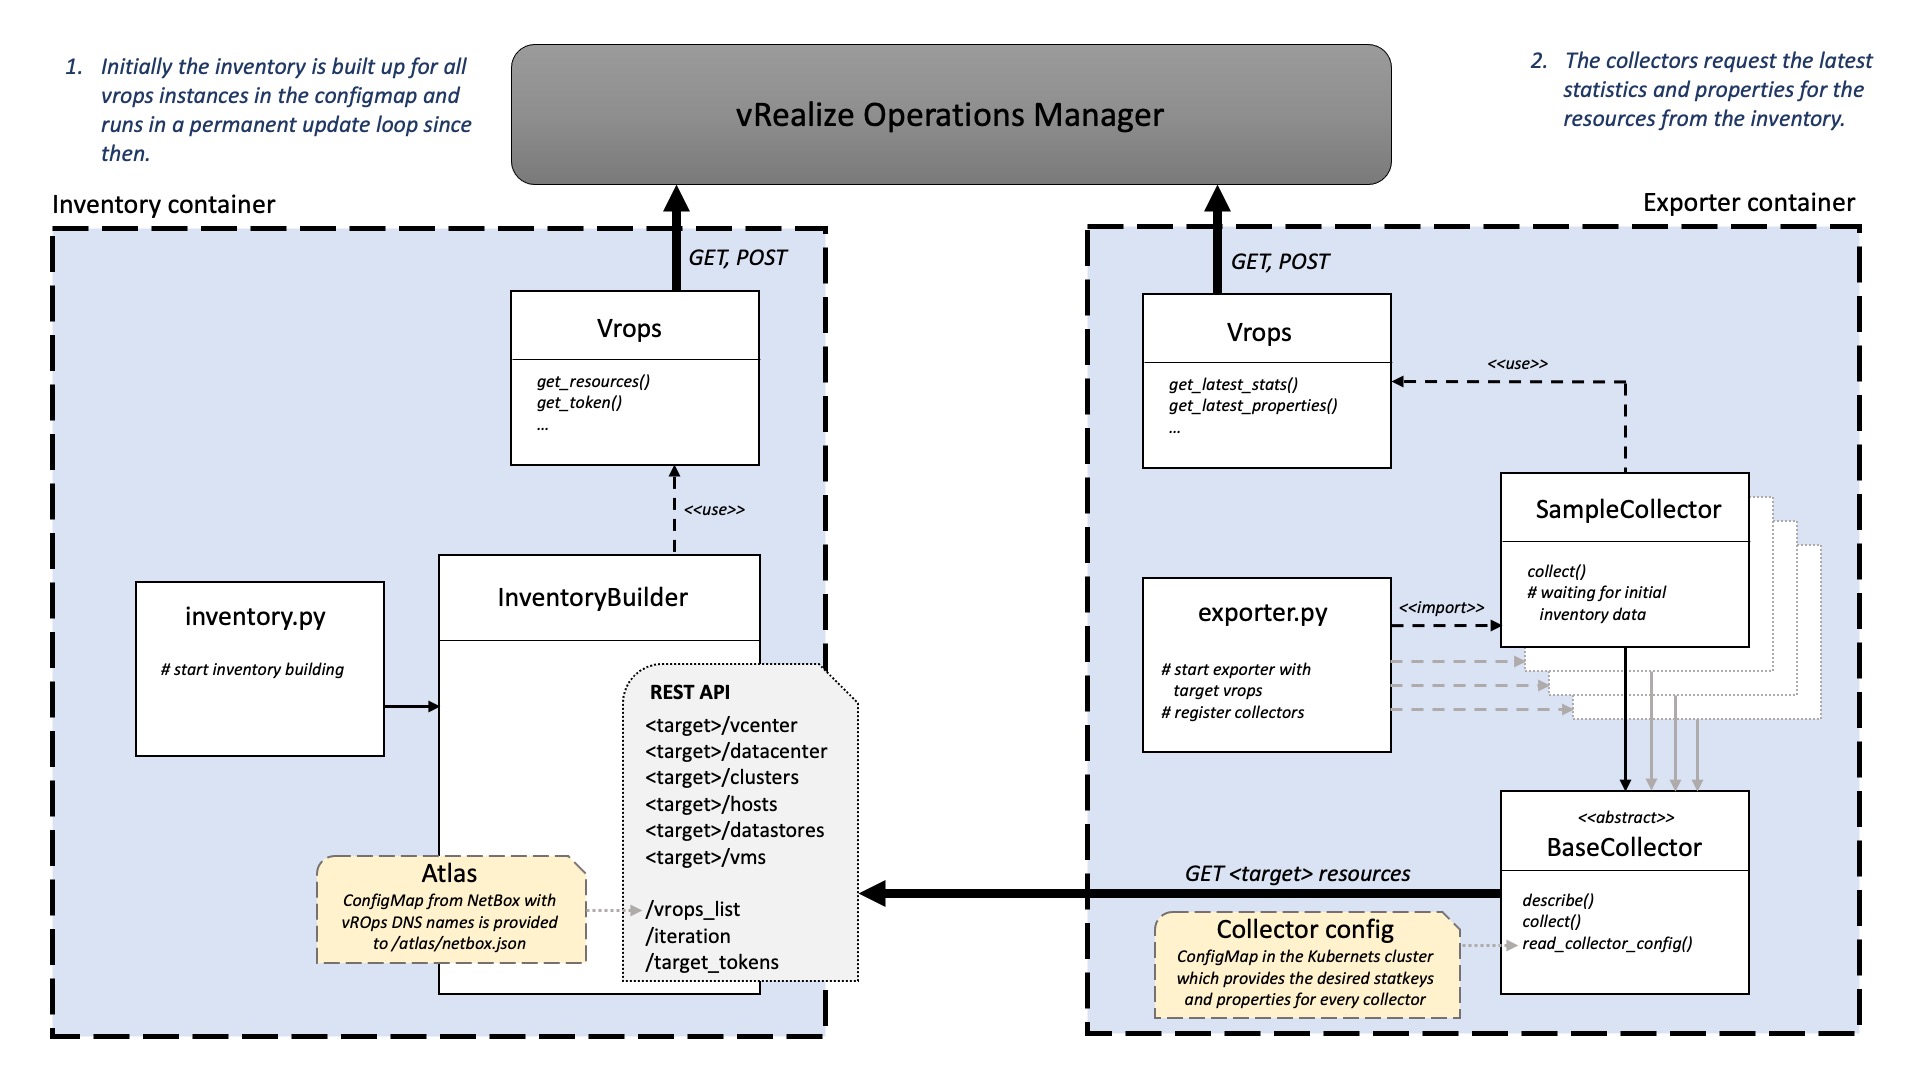 1. Initially the inventory is built up for all
vrops instances in the configmap and
runs in a permanent update loop since
then.
vRealize Operations Manager
2. The collectors request the latest
statistics and properties for the
resources from the inventory.
Inventory container
GET, POST
Vrops
get_resources()
get_token()
...
<<use>>
inventory.py
# start inventory building
InventoryBuilder
REST API
<target>/vcenter
<target>/datacenter
<target>/clusters
<target>/hosts
<target>/datastores
<target>/vms
/vrops_list
/iteration
/target_tokens
Atlas
ConfigMap from NetBox with
vROps DNS names is provided
to /atlas/netbox.json
Exporter container
GET, POST
Vrops
get_latest_stats()
get_latest_properties()
...
<<use>>
SampleCollector
collect()
# waiting for initial
inventory data
exporter.py
# start exporter with
target vrops
# register collectors
<<import>>
<<abstract>>
BaseCollector
describe()
collect()
read_collector_config()
GET <target> resources
Collector config
ConfigMap in the Kubernets cluster
which provides the desired statkeys
and properties for every collector